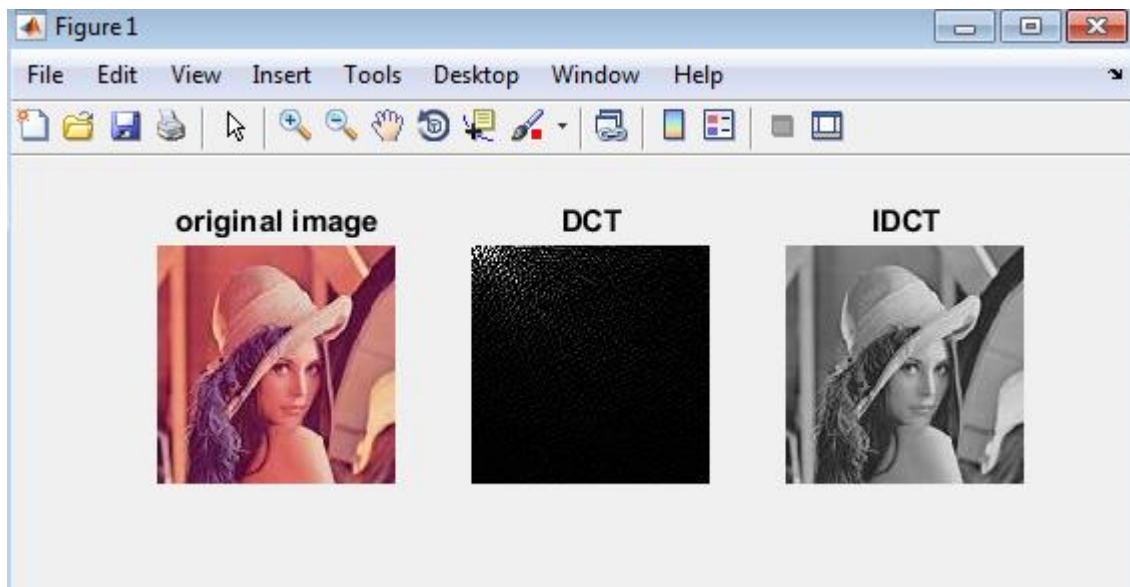 Figure 1
File Edit View Insert Tools Desktop Window Help
original image DCT IDCT